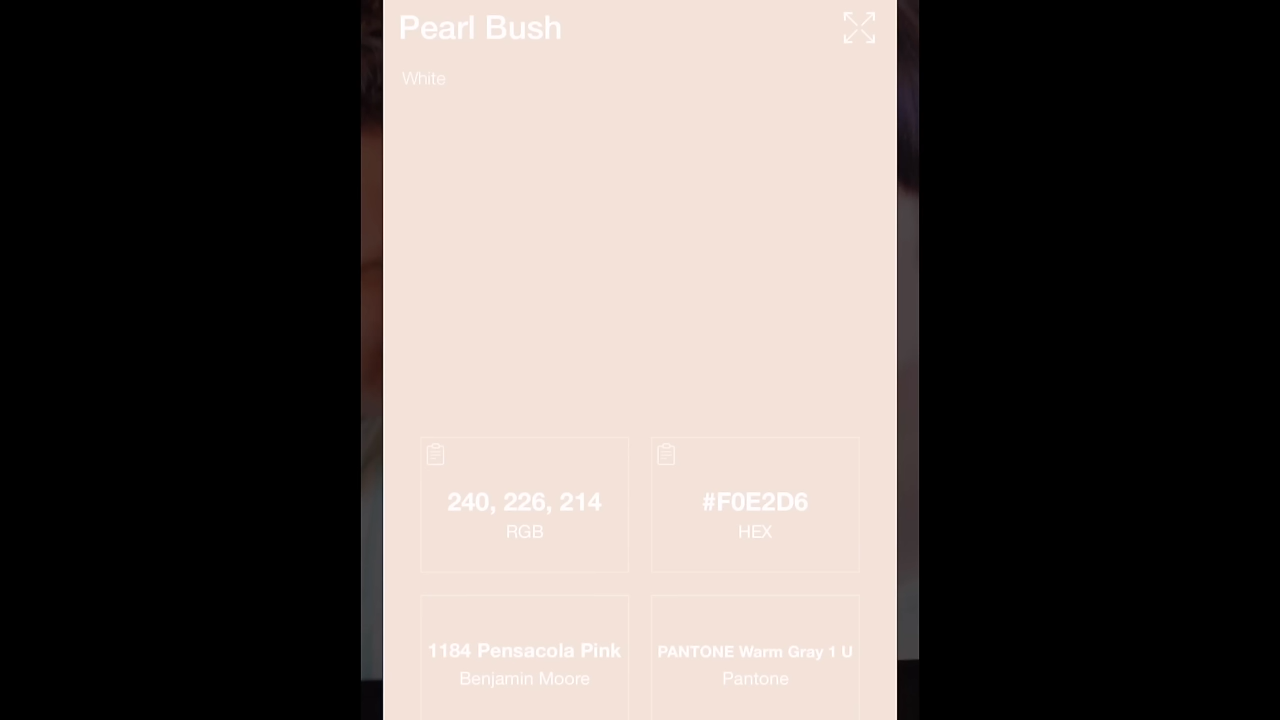 Pearl Bush
White
240, 226, 214
RGB
#F0E2D6
HEX
1184 Pensacola Pink
Benjamin Moore
PANTONE Warm Gray 1 U
Pantone